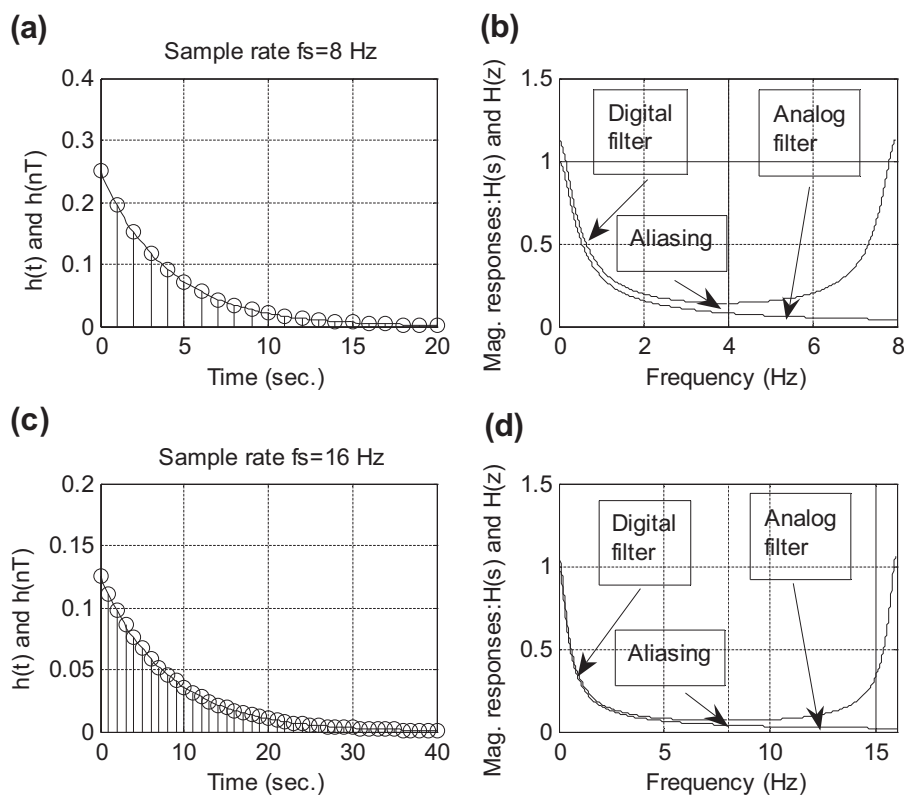 (a)
Sample rate fs=8 Hz
0.4
0.3
0.2
0.1
0
h(t) and h(nT)
0 5 10 15 20
Time (sec.)
(b)
1.5
1
0.5
0
Mag. responses:H(s) and H(z)
Digital
filter
Analog
filter
Aliasing
0 2 4 6 8
Frequency (Hz)
(c)
Sample rate fs=16 Hz
0.2
0.15
0.1
0.05
0
h(t) and h(nT)
0 10 20 30 40
Time (sec.)
(d)
1.5
1
0.5
0
Mag. responses:H(s) and H(z)
Digital
filter
Analog
filter
Aliasing
0 5 10 15
Frequency (Hz)